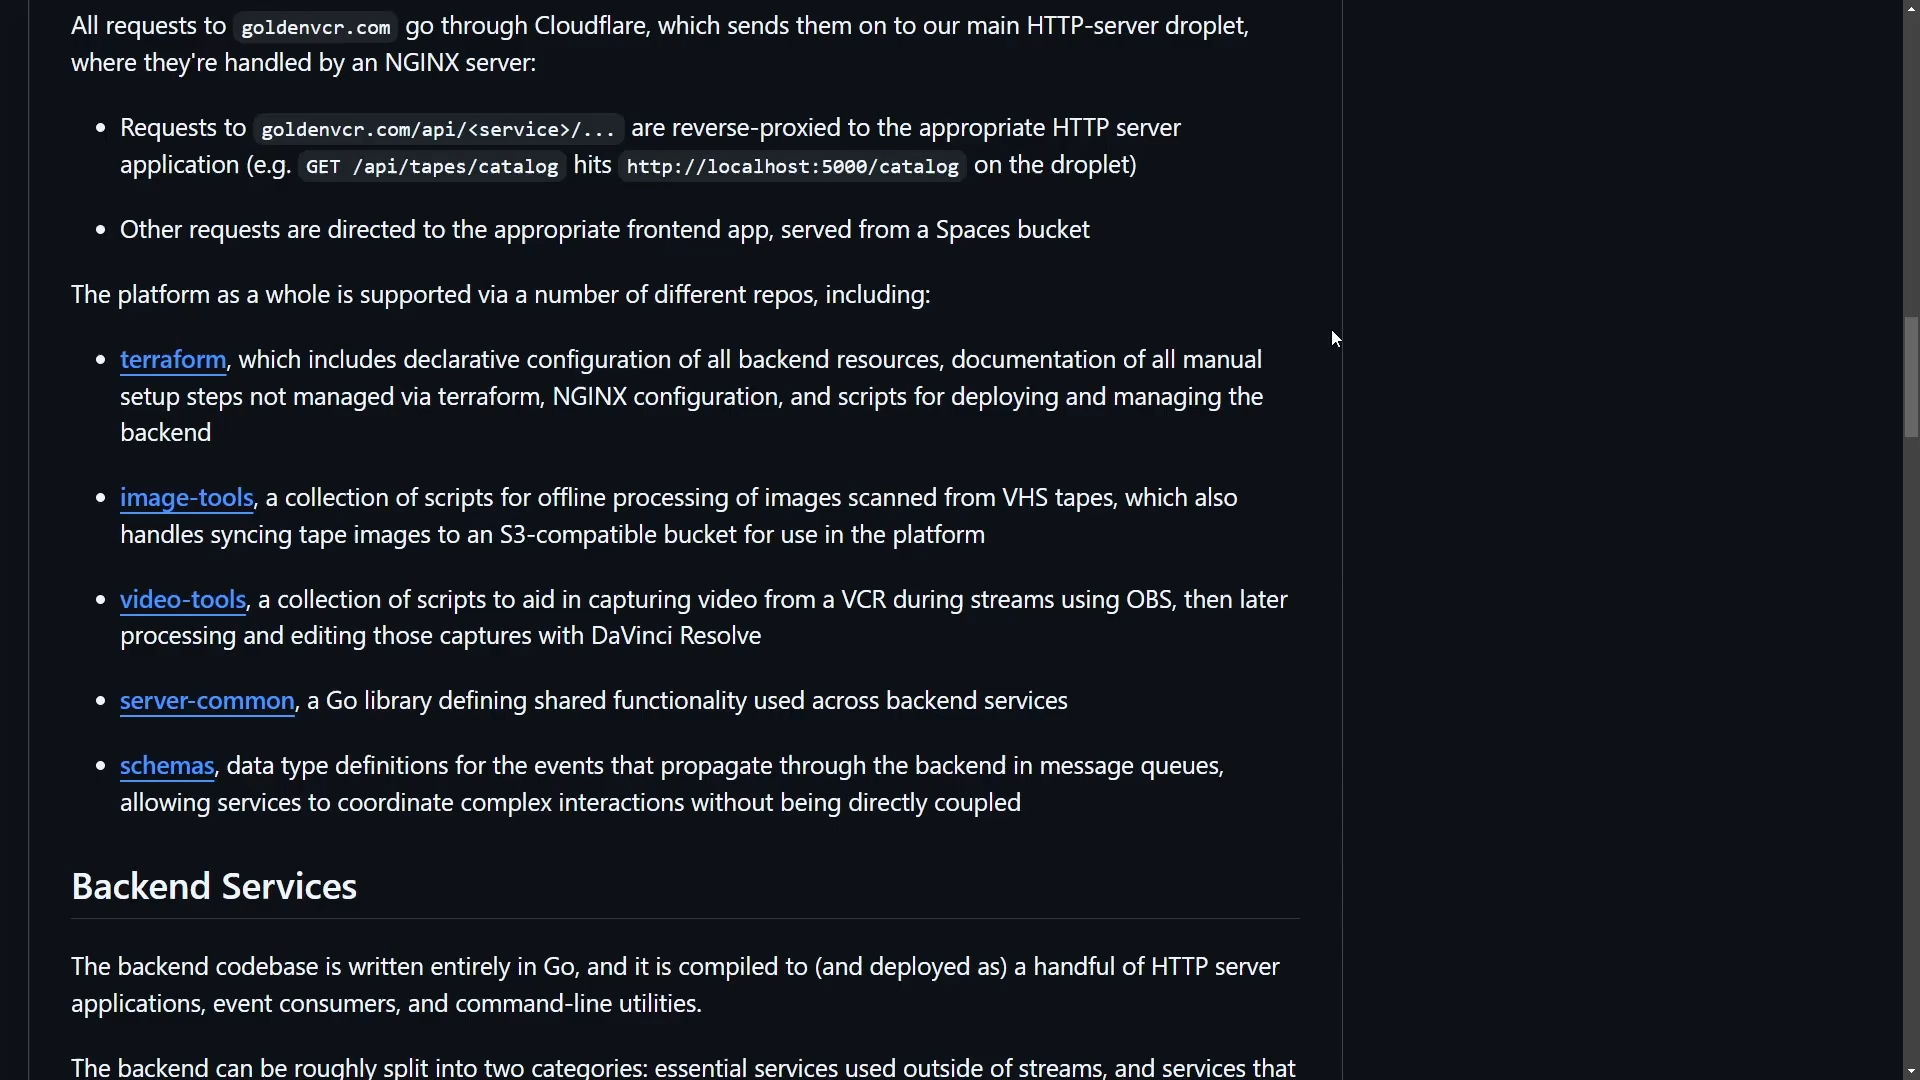 All requests to goldenvcr.com go through Cloudflare, which sends them on to our main HTTP-server droplet,
where they're handled by an NGINX server:
• Requests to goldenvcr.com/api/<service>/... are reverse-proxied to the appropriate HTTP server
application (e.g. GET /api/tapes/catalog hits http://localhost:5000/catalog on the droplet)
• Other requests are directed to the appropriate frontend app, served from a Spaces bucket
The platform as a whole is supported via a number of different repos, including:
• terraform, which includes declarative configuration of all backend resources, documentation of all manual
setup steps not managed via terraform, NGINX configuration, and scripts for deploying and managing the
backend
• image-tools, a collection of scripts for offline processing of images scanned from VHS tapes, which also
handles syncing tape images to an S3-compatible bucket for use in the platform
• video-tools, a collection of scripts to aid in capturing video from a VCR during streams using OBS, then later
processing and editing those captures with DaVinci Resolve
• server-common, a Go library defining shared functionality used across backend services
• schemas, data type definitions for the events that propagate through the backend in message queues,
allowing services to coordinate complex interactions without being directly coupled
Backend Services
The backend codebase is written entirely in Go, and it is compiled to (and deployed as) a handful of HTTP server
applications, event consumers, and command-line utilities.
The backend can be roughly split into two categories: essential services used outside of streams, and services that